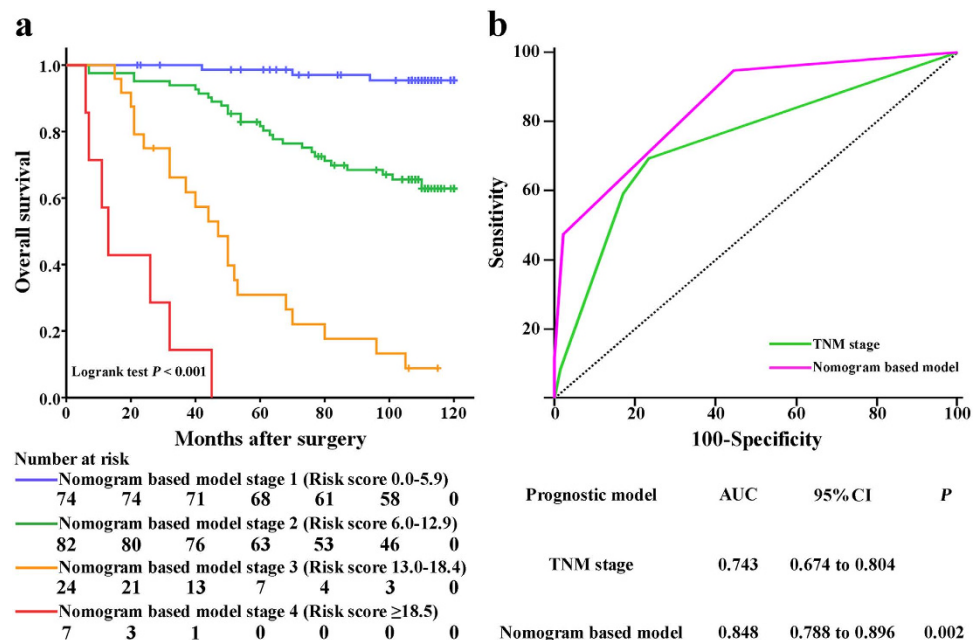 a
1.0
0.8
0.6
0.4
0.2
0.0
Overall survival
Logrank test P < 0.001
0 20 40 60 80 100 120
Months after surgery
Number at risk
Nomogram based model stage 1 (Risk score 0.0-5.9)
74 74 71 68 61 58 0
Nomogram based model stage 2 (Risk score 6.0-12.9)
82 80 76 63 53 46 0
Nomogram based model stage 3 (Risk score 13.0-18.4)
24 21 13 7 4 3 0
Nomogram based model stage 4 (Risk score ≥18.5)
7 3 1 0 0 0 0
b
100
80
60
40
20
Sensitivity
TNM stage
Nomogram based model
0 20 40 60 80 100
100-Specificity
Prognostic model AUC 95%CI P
TNM stage 0.743 0.674 to 0.804
Nomogram based model 0.848 0.788 to 0.896 0.002